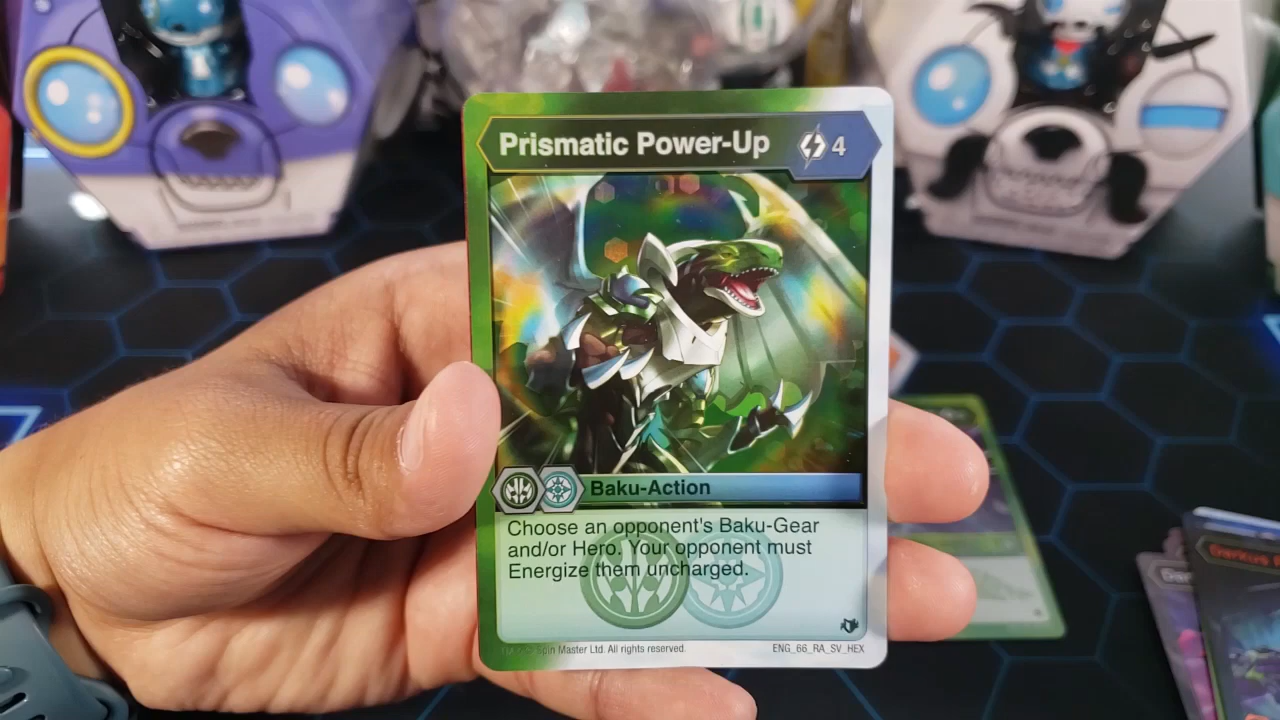 Prismatic Power-Up
4
Baku-Action
Choose an opponent's Baku-Gear
and/or Hero. Your opponent must
Energize them uncharged.
Spin Master Ltd. All rights reserved.
ENG_66_RA_SV_HEX
Darkus